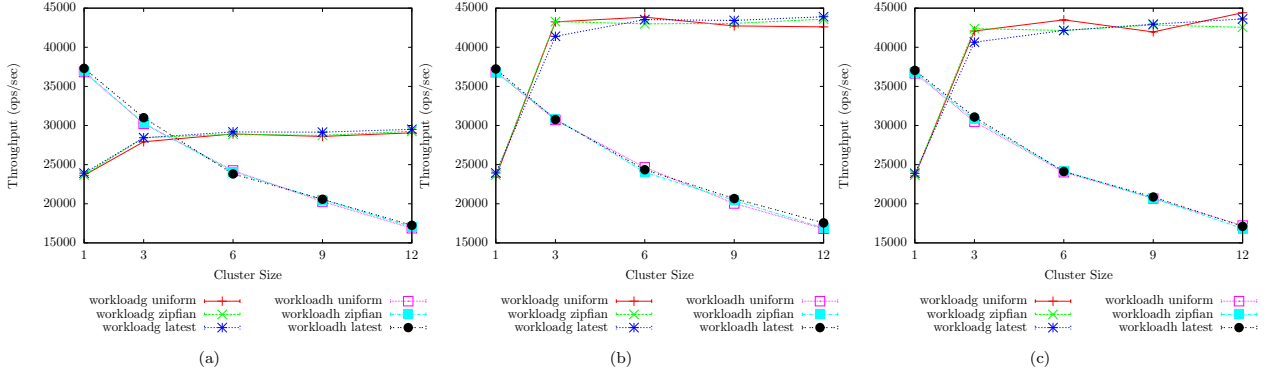 45000
40000
35000
30000
25000
20000
15000
Throughput (ops/sec)
1 3 6 9 12
Cluster Size
workloadg uniform
workloadg zipfian
workloadg latest
workloadh uniform
workloadh zipfian
workloadh latest
(a)
45000
40000
35000
30000
25000
20000
15000
Throughput (ops/sec)
1 3 6 9 12
Cluster Size
workloadg uniform
workloadg zipfian
workloadg latest
workloadh uniform
workloadh zipfian
workloadh latest
(b)
45000
40000
35000
30000
25000
20000
15000
Throughput (ops/sec)
1 3 6 9 12
Cluster Size
workloadg uniform
workloadg zipfian
workloadg latest
workloadh uniform
workloadh zipfian
workloadh latest
(c)